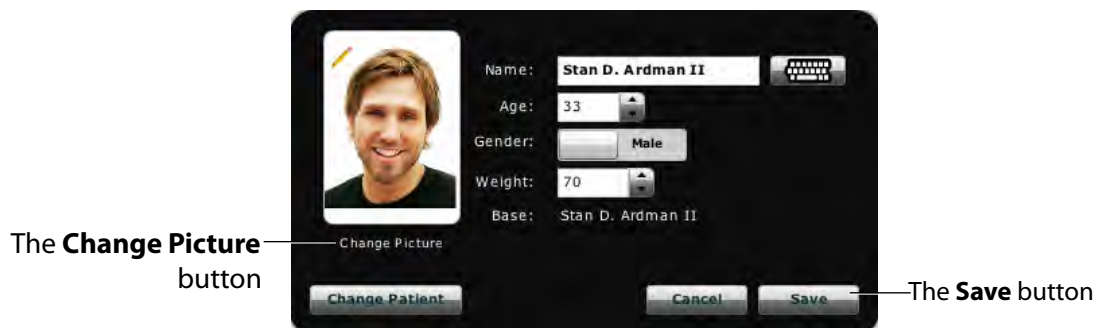 Name: Stan D. Ardman II
Age: 33
Gender: Male
Weight: 70
Base: Stan D. Ardman II
The Change Picture
button
Change Picture
Change Patient
Cancel
Save
The Save button